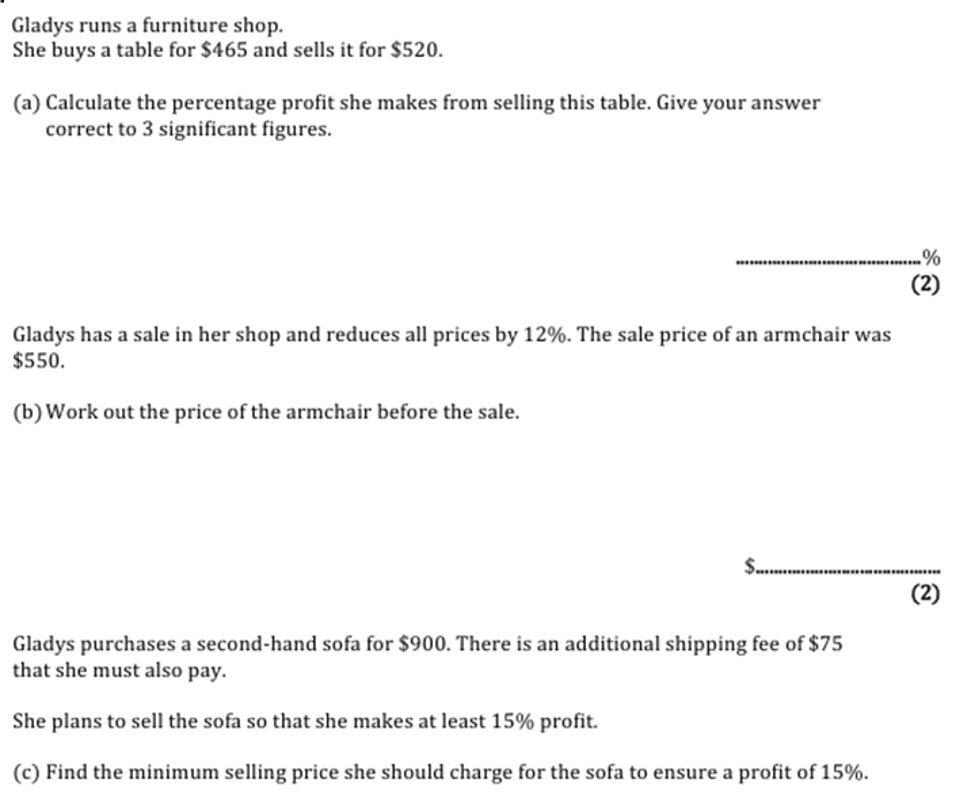 Gladys runs a furniture shop.
She buys a table for $465 and sells it for $520.
(a) Calculate the percentage profit she makes from selling this table. Give your answer
correct to 3 significant figures.
...........................................%
(2)
Gladys has a sale in her shop and reduces all prices by 12%. The sale price of an armchair was
$550.
(b) Work out the price of the armchair before the sale.
$...........................................
(2)
Gladys purchases a second-hand sofa for $900. There is an additional shipping fee of $75
that she must also pay.
She plans to sell the sofa so that she makes at least 15% profit.
(c) Find the minimum selling price she should charge for the sofa to ensure a profit of 15%.